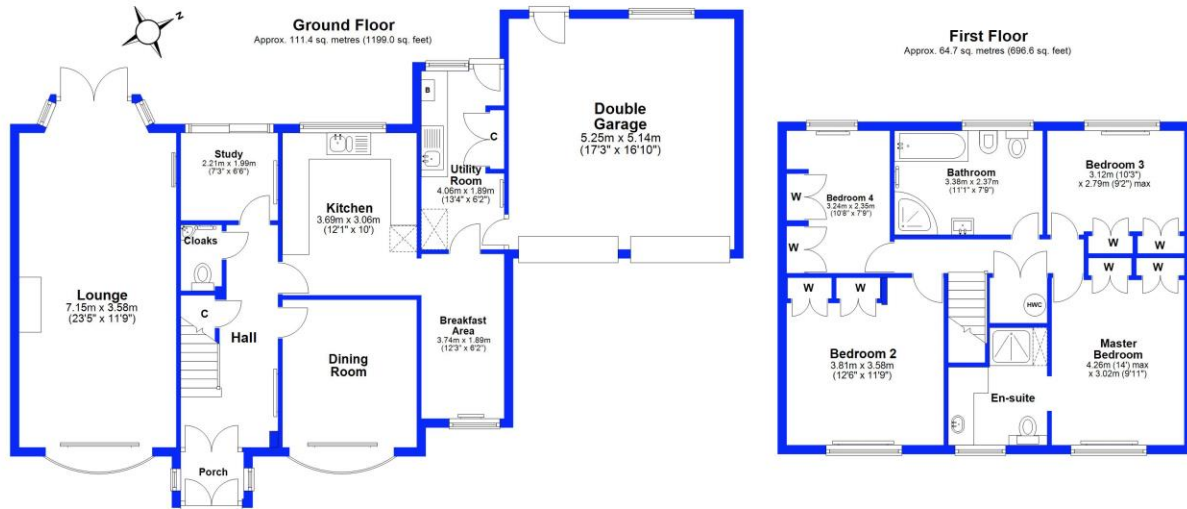 Z
Ground Floor
Approx. 111.4 sq. metres (1199.0 sq. feet)
Study
2.21m x 1.99m
(7'3" x 6'6")
Cloaks
Lounge
7.15m x 3.58m
(23'5" x 11'9")
C
Hall
Porch
Kitchen
3.69m x 3.06m
(12'1" x 10')
Dining
Room
B
C
Utility
Room
4.06m x 1.89m
(13'4" x 6'2")
Breakfast
Area
3.74m x 1.89m
(12'3" x 6'2")
Double
Garage
5.25m x 5.14m
(17'3" x 16'10")
First Floor
Approx. 64.7 sq. metres (696.6 sq. feet)
W
Bedroom 4
3.24m x 2.35m
(10'8" x 7'9")
W
Bathroom
3.38m x 2.37m
(11'1" x 7'9")
Bedroom 3
3.12m (10'3")
x 2.79m (9'2") max
W
W
W
W
W
W
HWC
Bedroom 2
3.81m x 3.58m
(12'6" x 11'9")
En-suite
Master
Bedroom
4.26m (14') max
x 3.02m (9'11")